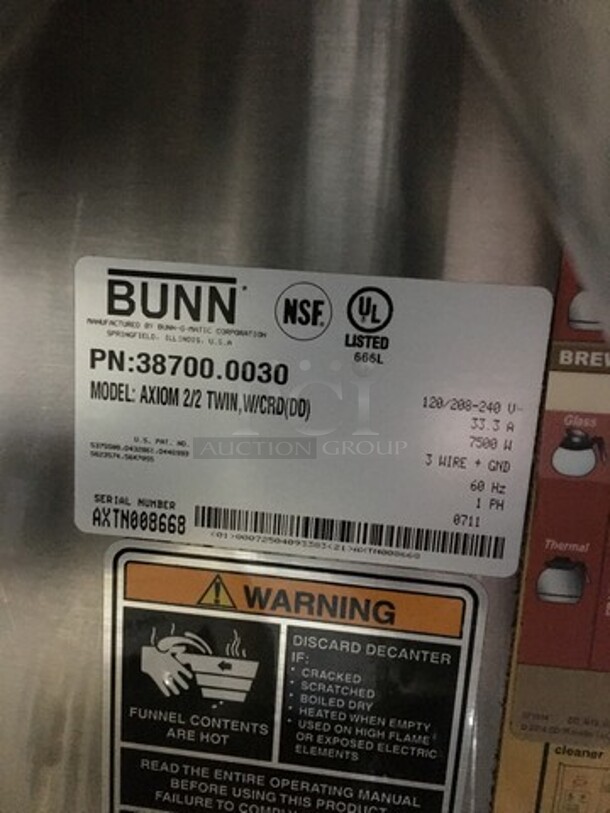 BUNN
NSF
UL
LISTED
666L
MANUFACTURED BY BUNN-O-MATIC CORPORATION
SPRINGFIELD, ILLINOIS, U.S.A
PN:38700.0030
MODEL: AXIOM 2/2 TWIN,W/CRD(DD)
120/208-240 V~
33.3 A
7500 W
3 WIRE + GND
60 Hz
1 PH
0711
AUCTION GROUP
U.S. PAT. NO.
SERIAL NUMBER
AXTN008668
WARNING
FUNNEL CONTENTS
ARE HOT
DISCARD DECANTER
IF:
• CRACKED
• SCRATCHED
• BOILED DRY
• HEATED WHEN EMPTY
• USED ON HIGH FLAME
OR EXPOSED ELECTRIC
ELEMENTS
READ THE ENTIRE OPERATING MANUAL
BEFORE USING THIS PRODUCT
FAILURE TO
BREW
Glass
Thermal
cleaner